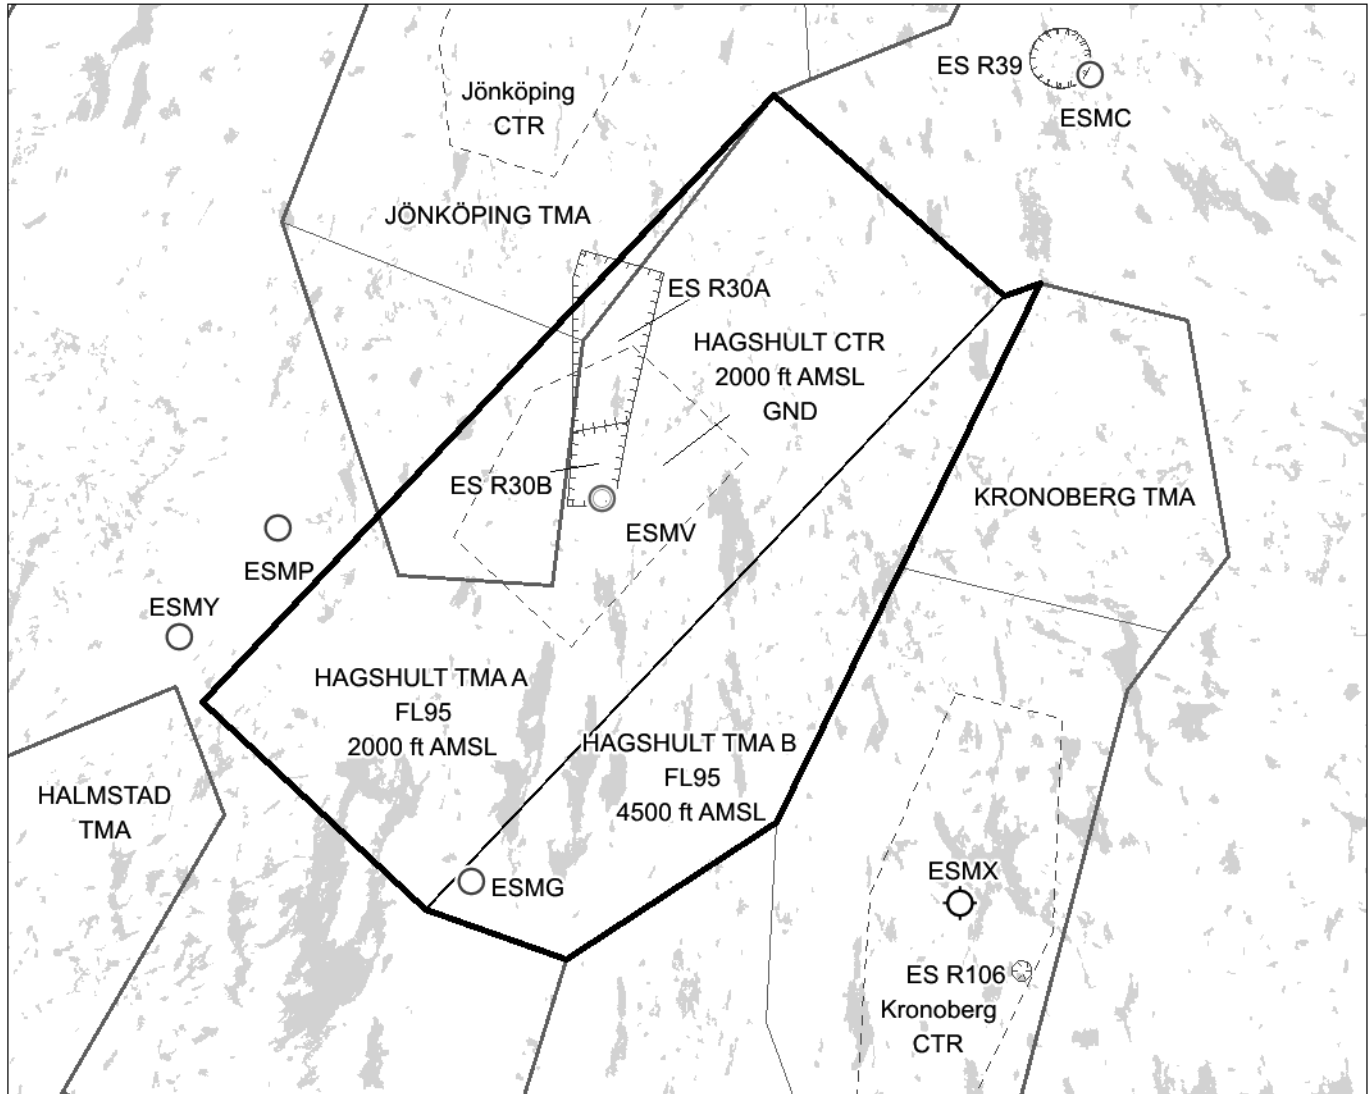 ES R39
Jönköping
CTR
ESMC
JÖNKÖPING TMA
ES R30A
HAGSHULT CTR
2000 ft AMSL
GND
ES R30B
KRONOBERG TMA
ESMV
ESMP
ESMY
HAGSHULT TMA A
FL95
2000 ft AMSL
HAGSHULT TMA B
FL95
4500 ft AMSL
HALMSTAD
TMA
ESMX
ESMG
ES R106
Kronoberg
CTR